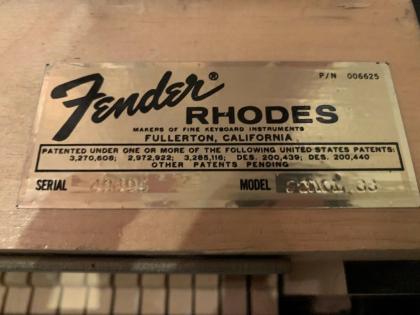 P/N 006625
Fender®
RHODES
MAKERS OF FINE KEYBOARD INSTRUMENTS
FULLERTON, CALIFORNIA
PATENTED UNDER ONE OR MORE OF THE FOLLOWING UNITED STATES PATENTS:
3,270,608; 2,972,922; 3,285,116; DES. 200,439; DES. 200,440
OTHER PATENTS PENDING
SERIAL MODEL